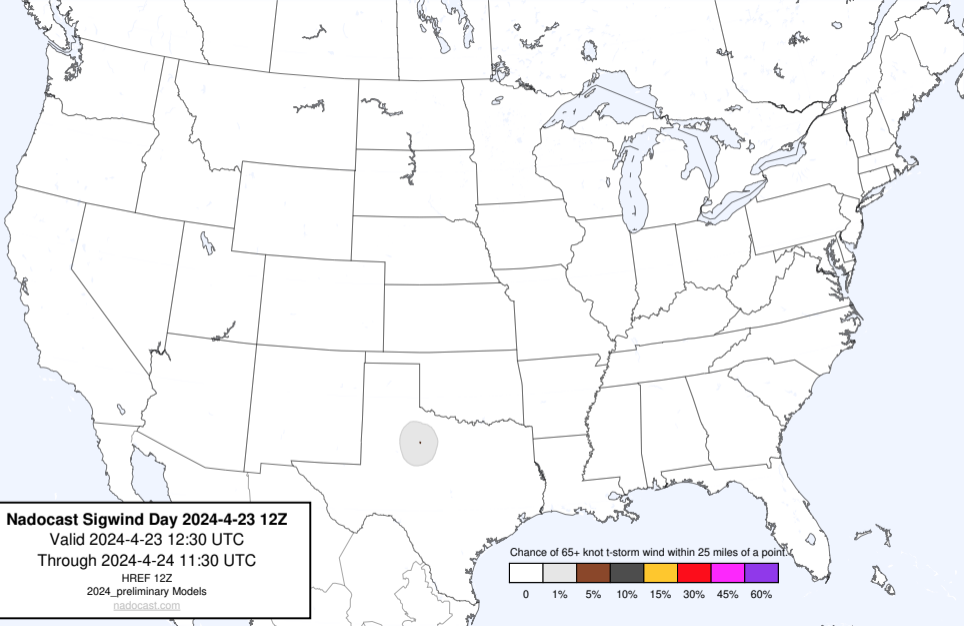 Nadocast Sigwind Day 2024-4-23 12Z
Valid 2024-4-23 12:30 UTC
Through 2024-4-24 11:30 UTC
HREF 12Z
2024_preliminary Models
nadocast.com
Chance of 65+ knot t-storm wind within 25 miles of a point.
0 1% 5% 10% 15% 30% 45% 60%